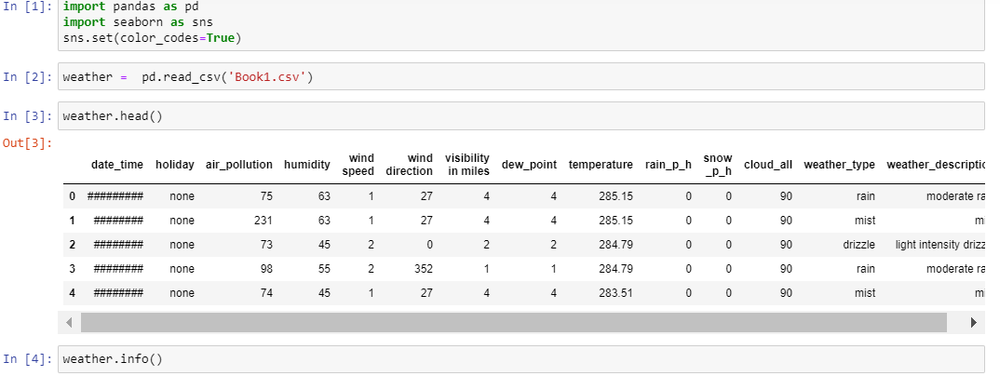 In [1]: import pandas as pd
import seaborn as sns
sns.set(color_codes=True)
In [2]: weather =  pd.read_csv('Book1.csv')
In [3]: weather.head()
Out[3]:
date_time holiday air_pollution humidity wind speed wind direction visibility in miles dew_point temperature rain_p_h snow _p_h cloud_all weather_type weather_descriptio
0 ######### none 75 63 1 27 4 4 285.15 0 0 90 rain moderate ra
1 ######## none 231 63 1 27 4 4 285.15 0 0 90 mist mi
2 ######## none 73 45 2 0 2 2 284.79 0 0 90 drizzle light intensity drizz
3 ######## none 98 55 2 352 1 1 284.79 0 0 90 rain moderate ra
4 ######## none 74 45 1 27 4 4 283.51 0 0 90 mist mi
In [4]: weather.info()